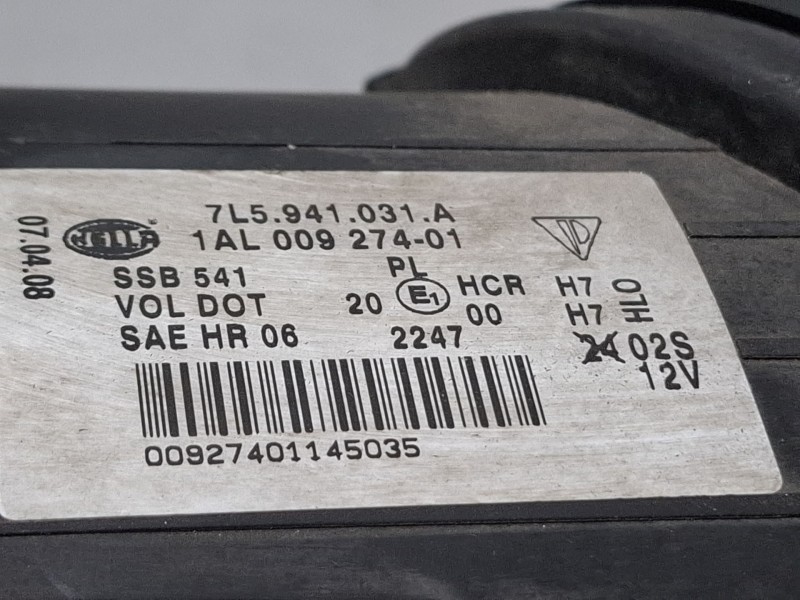 07.04.08
HELLA
7L5.941.031.A
1AL 009 274-01
SSB 541
VOL DOT
SAE HR 06
PL
20 E1 HCR
00
2247
H7
H7
HL0
24 02S
12V
00927401145035